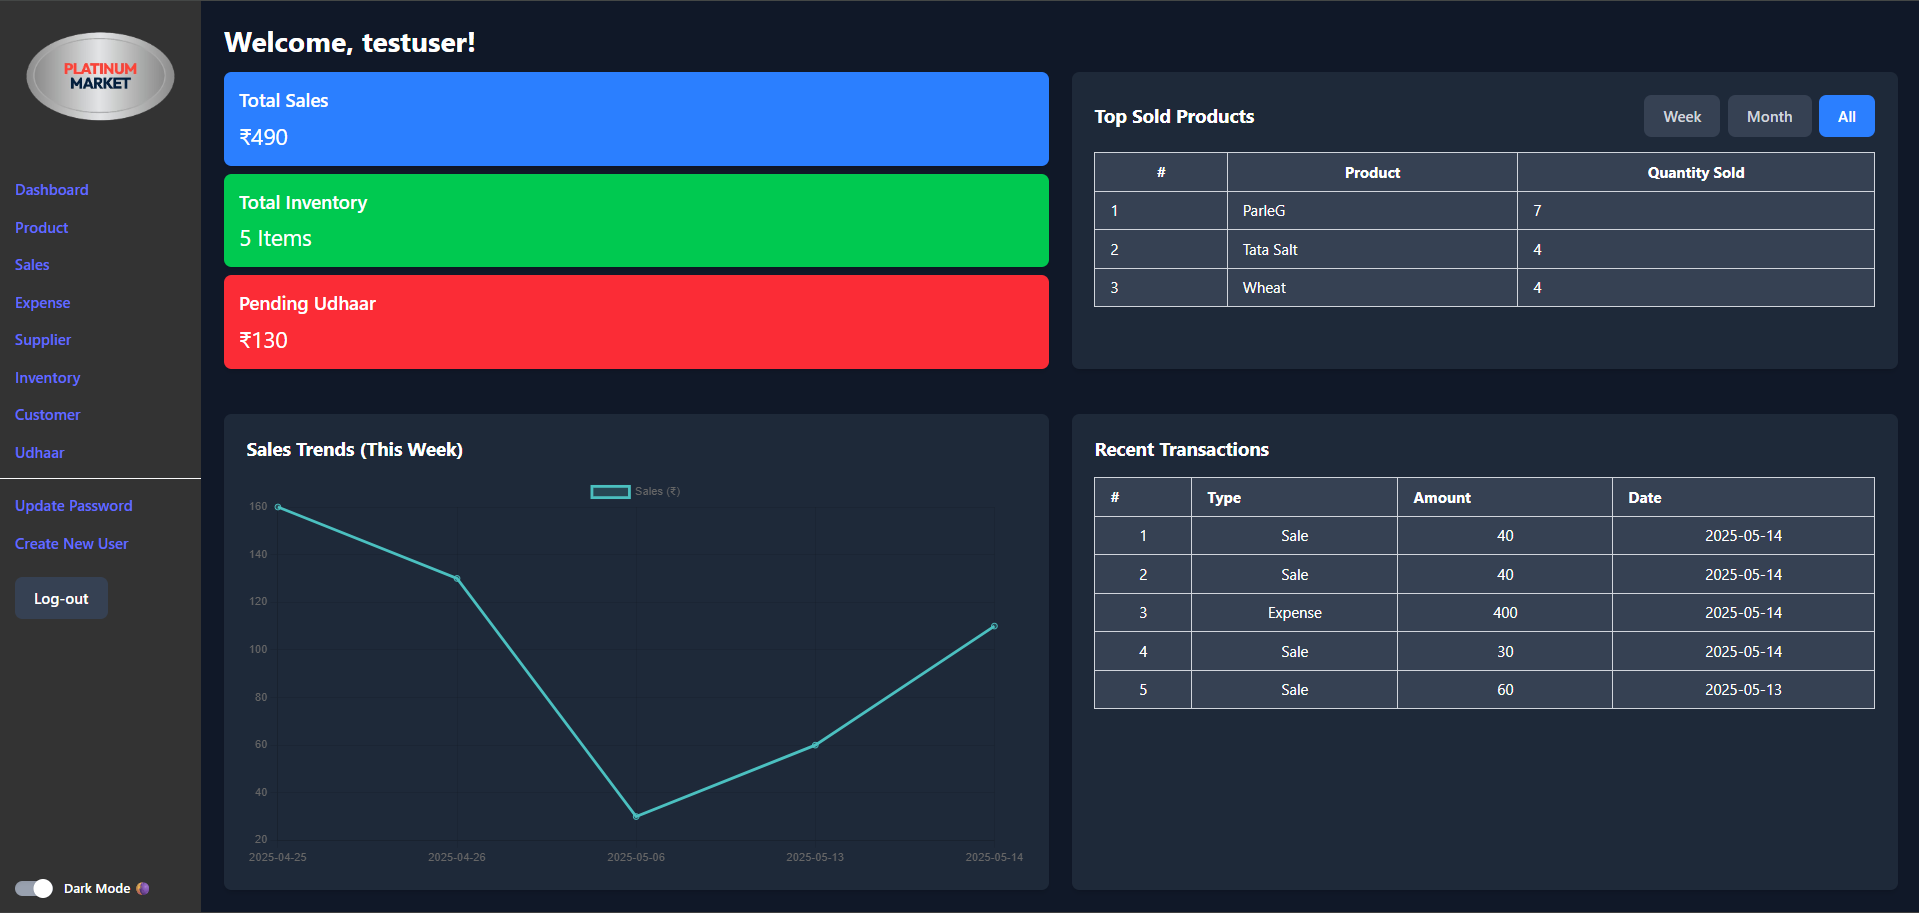 PLATINUM
MARKET
Dashboard
Product
Sales
Expense
Supplier
Inventory
Customer
Udhaar
Update Password
Create New User
Log-out
Dark Mode
Welcome, testuser!
Total Sales
₹490
Total Inventory
5 Items
Pending Udhaar
₹130
Top Sold Products
Week Month All
# Product Quantity Sold
1 ParleG 7
2 Tata Salt 4
3 Wheat 4
Sales Trends (This Week)
Sales (₹)
160
140
120
100
80
60
40
20
2025-04-25 2025-04-26 2025-05-06 2025-05-13 2025-05-14
Recent Transactions
# Type Amount Date
1 Sale 40 2025-05-14
2 Sale 40 2025-05-14
3 Expense 400 2025-05-14
4 Sale 30 2025-05-14
5 Sale 60 2025-05-13